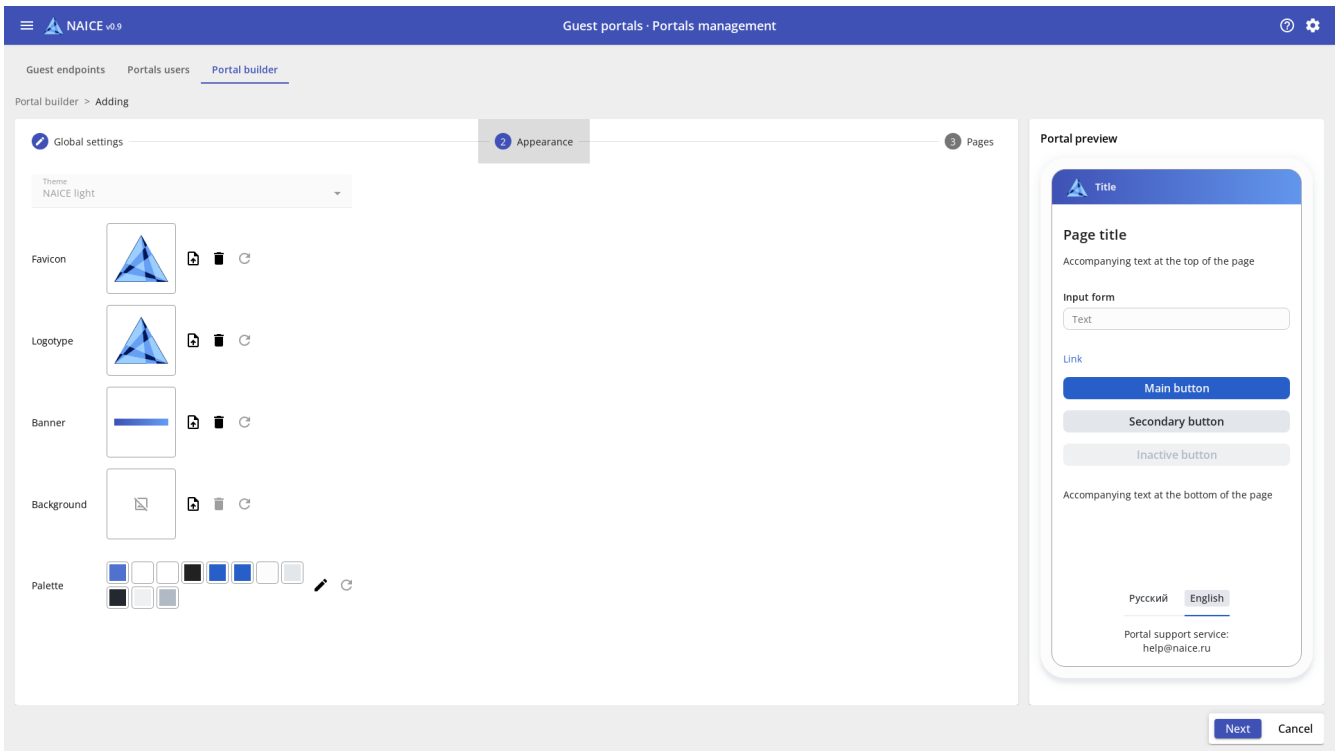 NAICE v0.9
Guest portals · Portals management
Guest endpoints Portals users Portal builder
Portal builder > Adding
Global settings
2 Appearance
3 Pages
Theme
NAICE light
Favicon
Logotype
Banner
Background
Palette
Portal preview
Title
Page title
Accompanying text at the top of the page
Input form
Text
Link
Main button
Secondary button
Inactive button
Accompanying text at the bottom of the page
Русский English
Portal support service:
help@naice.ru
Next Cancel